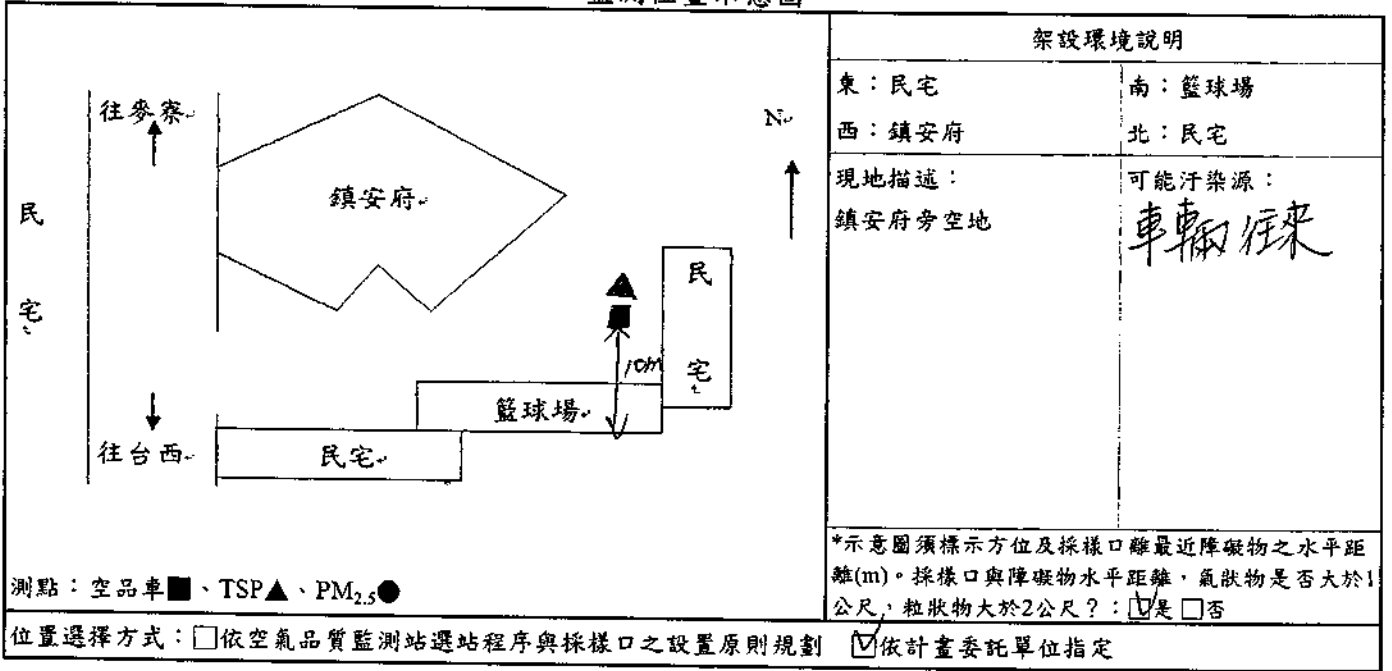 監測位置示意圖
往麥寮
N
鎮安府
民宅
民宅
10m
籃球場
往台西
民宅
測點：空品車■、TSP▲、PM2.5●
架設環境說明
東：民宅 南：籃球場
西：鎮安府 北：民宅
現地描述：
鎮安府旁空地
可能汙染源：
車輛往來
*示意圖須標示方位及採樣口離最近障礙物之水平距
離(m)。採樣口與障礙物水平距離，氣狀物是否大於1
公尺，粒狀物大於2公尺？：☑是 □否
位置選擇方式：□依空氣品質監測站選站程序與採樣口之設置原則規劃 ☑依計畫委託單位指定